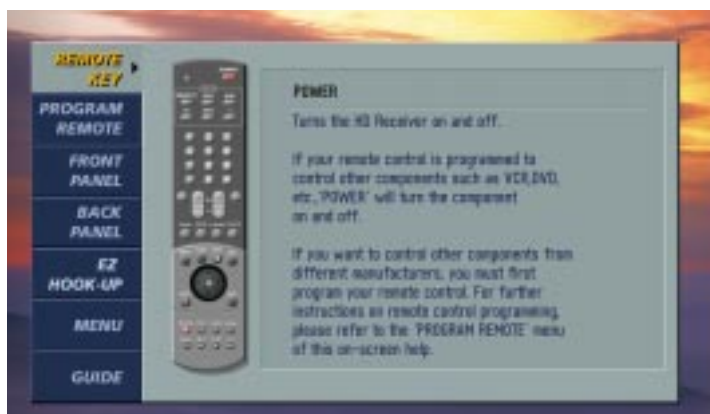 REMOTE
KEY
PROGRAM
REMOTE
FRONT
PANEL
BACK
PANEL
EZ
HOOK-UP
MENU
GUIDE
POWER
Turns the HD Receiver on and off.
If your remote control is programmed to
control other components such as VCR,DVD,
etc.,'POWER' will turn the component
on and off.
If you want to control other components from
different manufacturers, you must first
program your remote control. For further
instructions on remote control programming,
please refer to the 'PROGRAM REMOTE' menu
of this on-screen help.